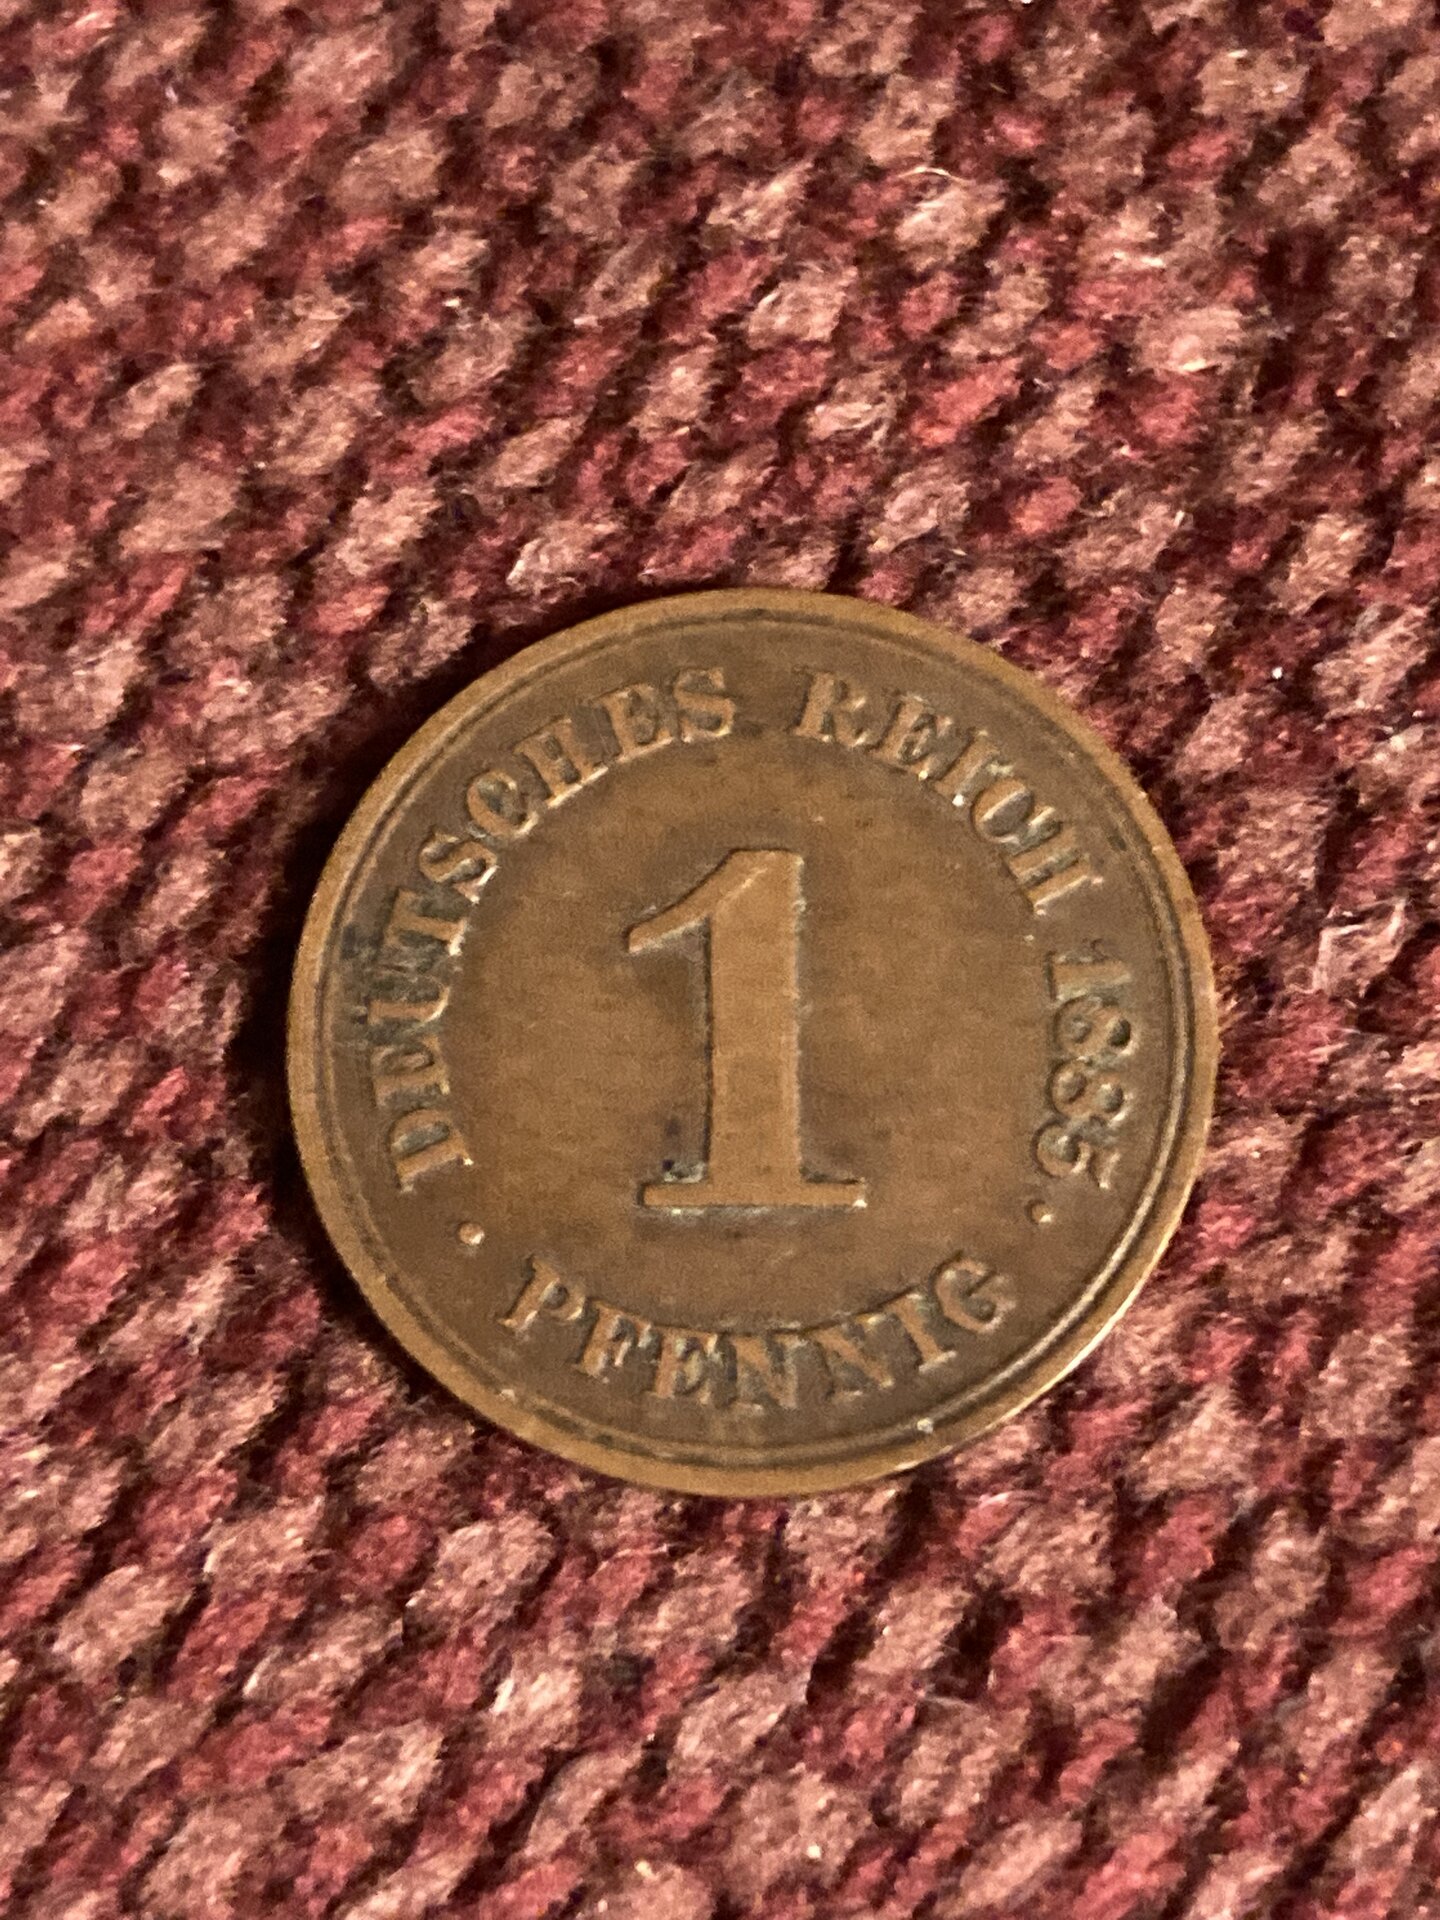 DEUTSCHES REICH 1885
1
• PFENNIG •